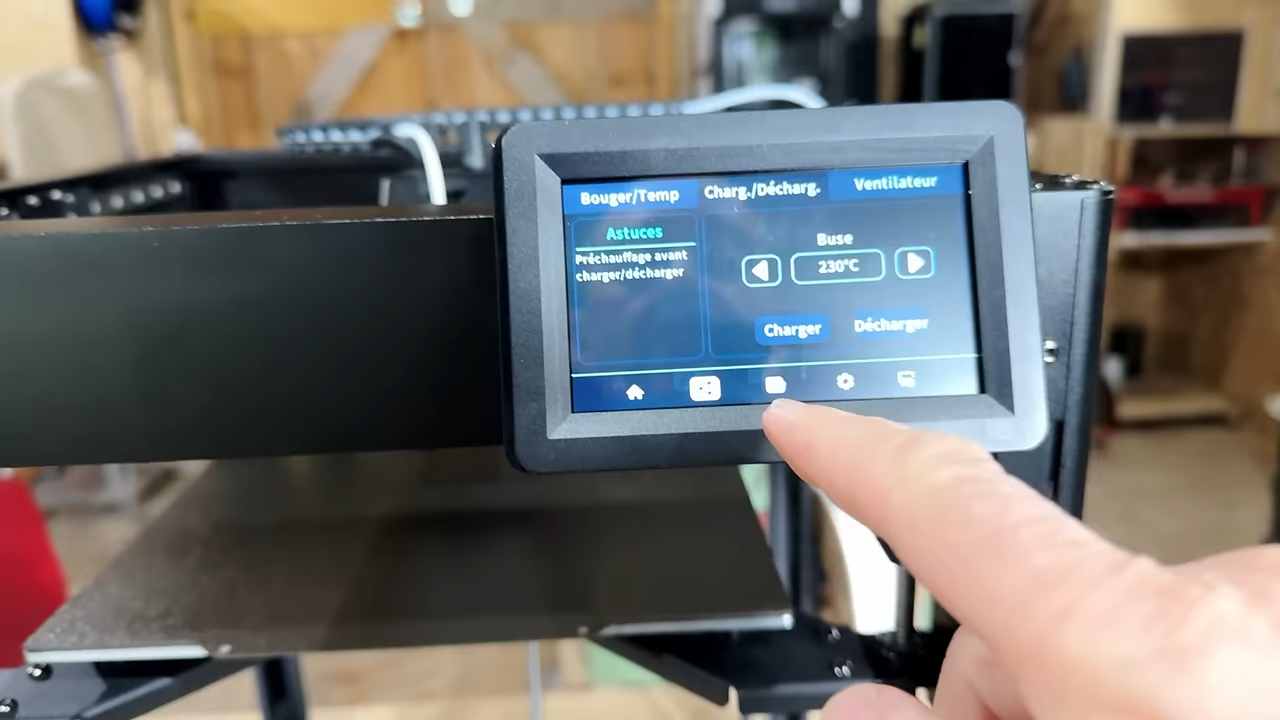 Bouger/Temp
Charg./Décharg.
Ventilateur
Astuces
Préchauffage avant
charger/décharger
Buse
230℃
Charger
Décharger